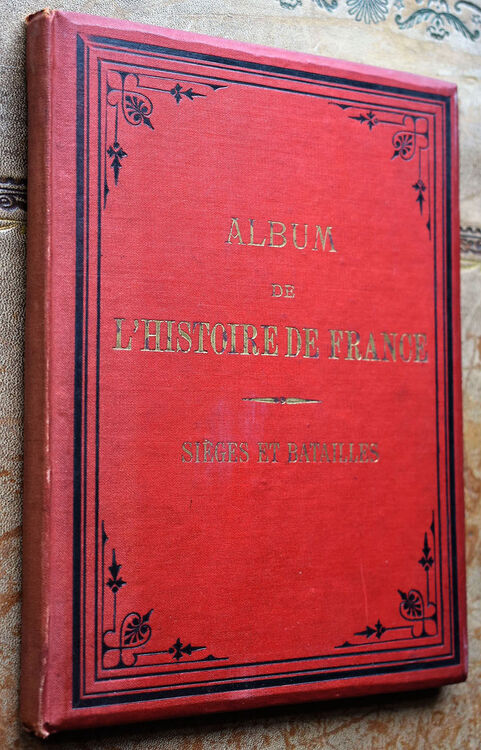 ALBUM
DE
L'HISTOIRE DE FRANCE
SIÈGES ET BATAILLES